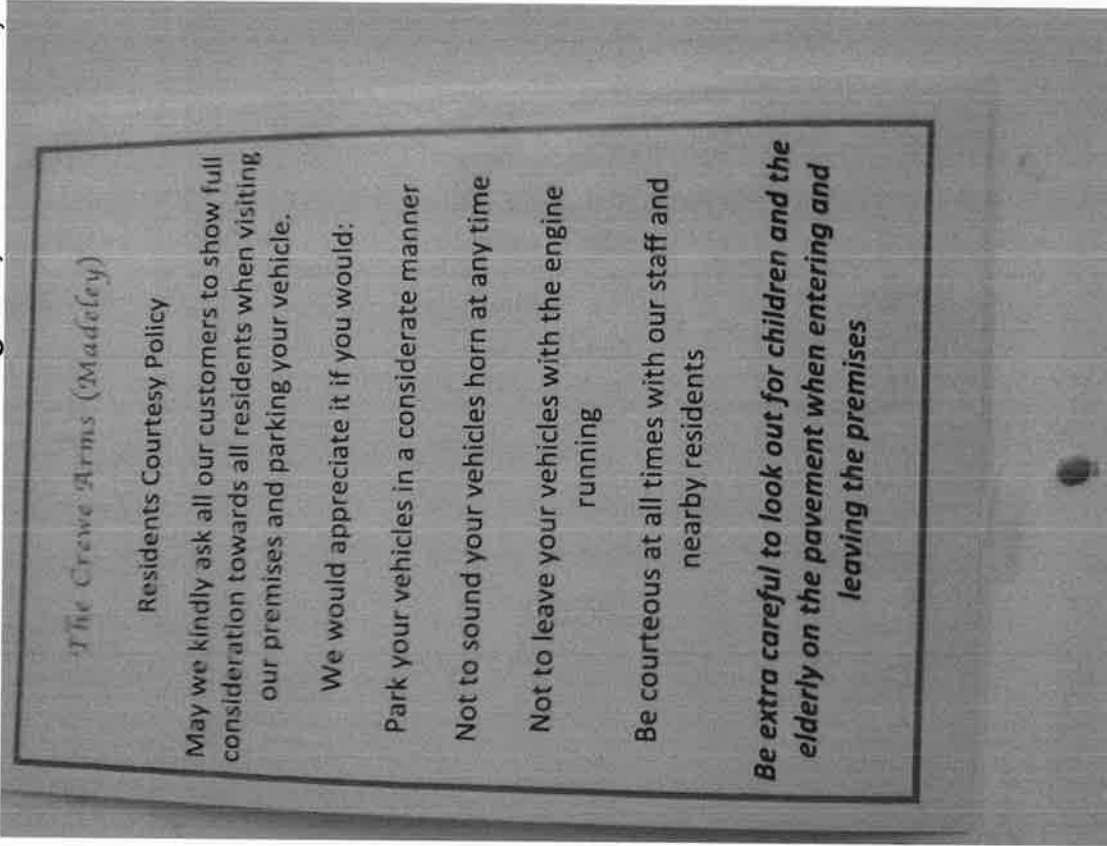 The Crewe Arms (Madeley)
Residents Courtesy Policy
May we kindly ask all our customers to show full
consideration towards all residents when visiting
our premises and parking your vehicle.
We would appreciate it if you would:
Park your vehicles in a considerate manner
Not to sound your vehicles horn at any time
Not to leave your vehicles with the engine
running
Be courteous at all times with our staff and
nearby residents
Be extra careful to look out for children and the
elderly on the pavement when entering and
leaving the premises